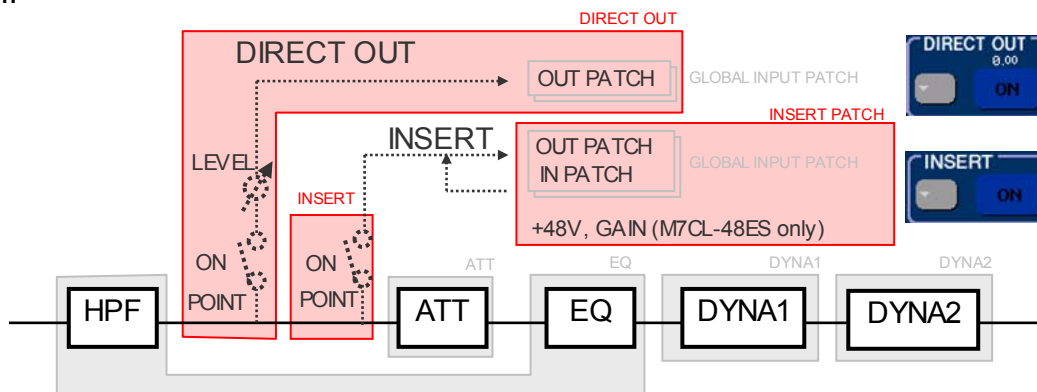 DIRECT OUT
DIRECT OUT
OUT PATCH
GLOBAL INPUT PATCH
DIRECT OUT
0.00
ON
INSERT PATCH
INSERT
OUT PATCH
IN PATCH
GLOBAL INPUT PATCH
INSERT
ON
LEVEL
INSERT
+48V, GAIN (M7CL-48ES only)
ON
POINT
ON
POINT
ATT
EQ
DYNA1
DYNA2
HPF
ATT
EQ
DYNA1
DYNA2